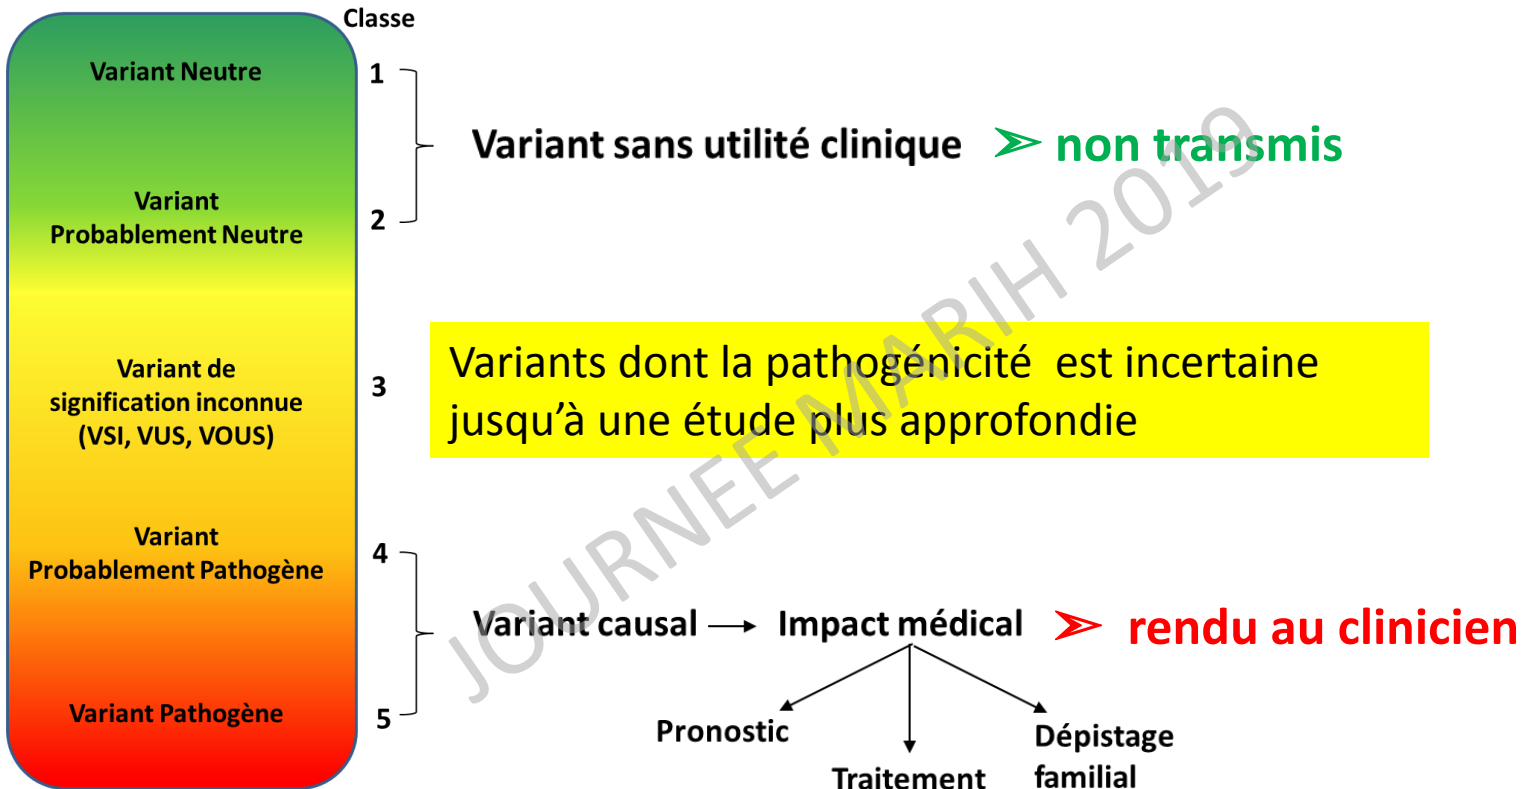 Classe
Variant Neutre
1
Variant sans utilité clinique ➢ non transmis
Variant
Probablement Neutre
2
Variant de
signification inconnue
(VSI, VUS, VOUS)
3
Variants dont la pathogénicité est incertaine
jusqu’à une étude plus approfondie
Variant
Probablement Pathogène
4
Variant causal → Impact médical ➢ rendu au clinicien
Variant Pathogène
5
Pronostic
Traitement
Dépistage
familial
JOURNEE MARIH 2019